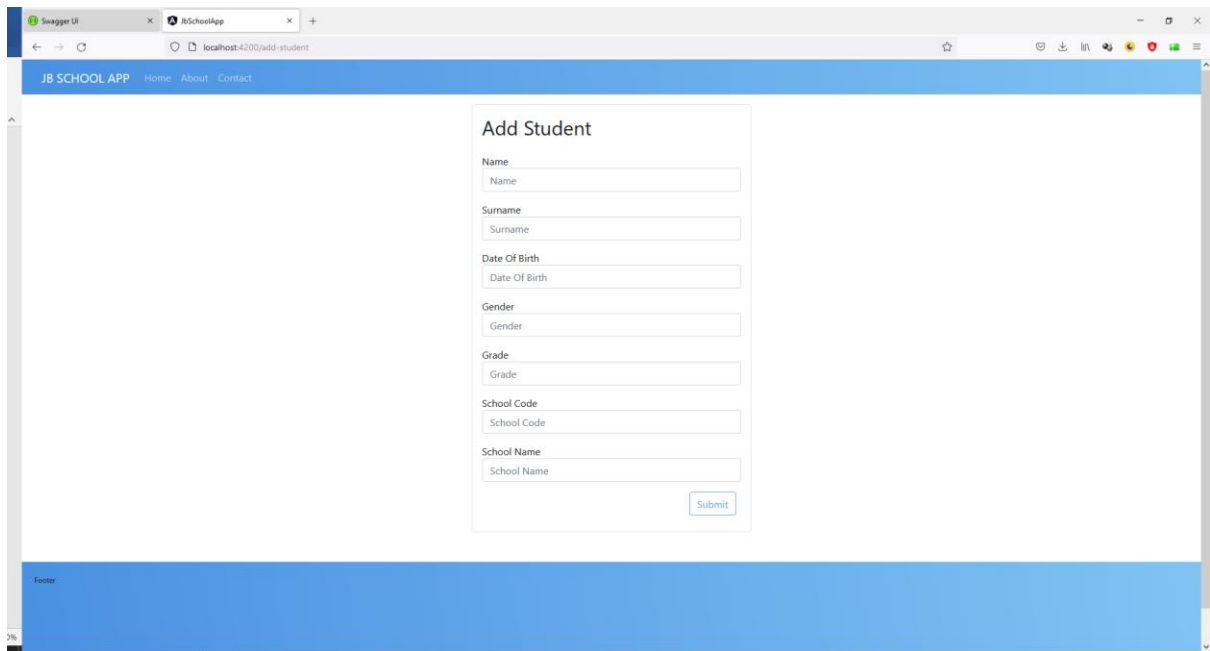 Swagger UI
JbSchoolApp
localhost:4200/add-student
JB SCHOOL APP Home About Contact
Add Student
Name
Name
Surname
Surname
Date Of Birth
Date Of Birth
Gender
Gender
Grade
Grade
School Code
School Code
School Name
School Name
Submit
Footer
0%